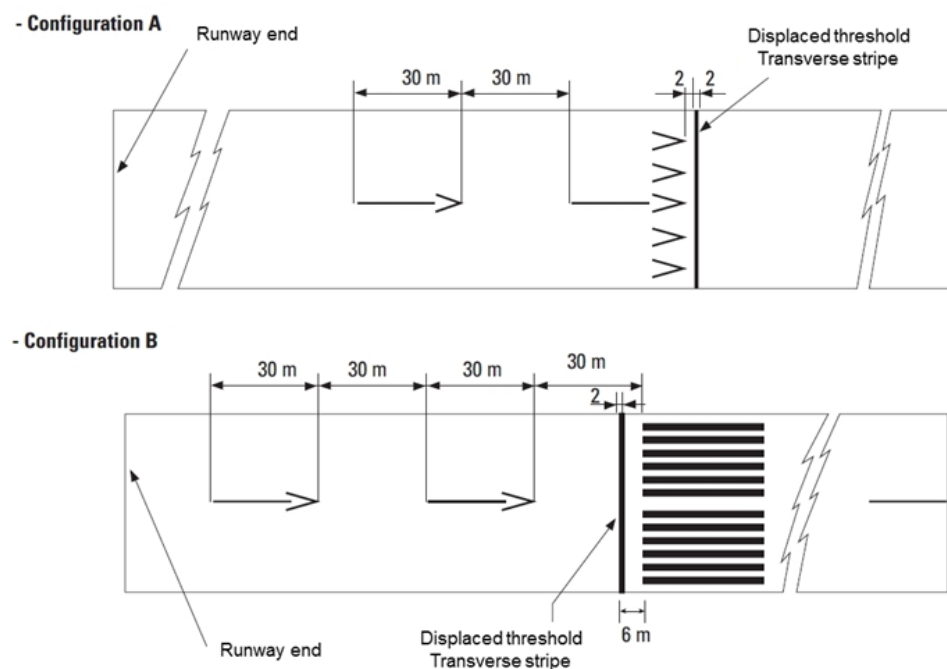 - Configuration A
Runway end
Displaced threshold
Transverse stripe
30 m
30 m
2
2
- Configuration B
30 m
30 m
30 m
30 m
2
Runway end
Displaced threshold
Transverse stripe
6 m